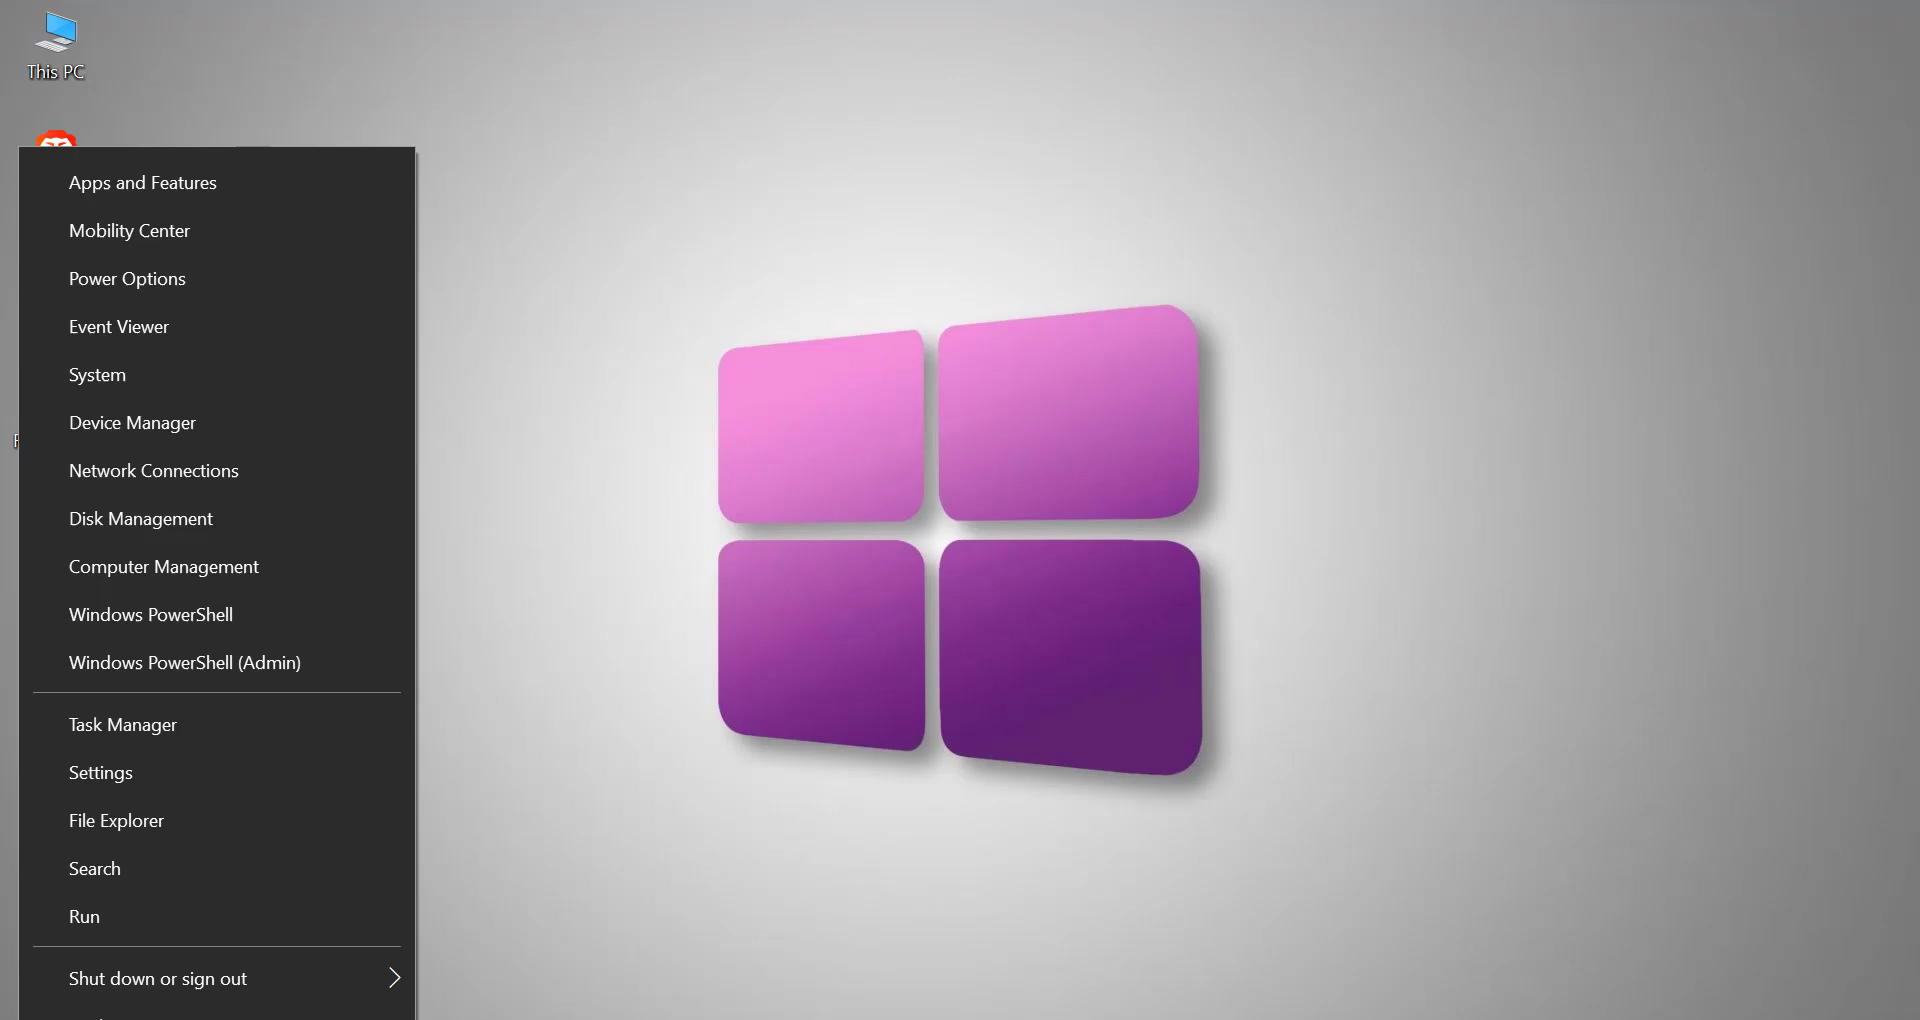 This PC
Apps and Features
Mobility Center
Power Options
Event Viewer
System
Device Manager
Network Connections
Disk Management
Computer Management
Windows PowerShell
Windows PowerShell (Admin)
Task Manager
Settings
File Explorer
Search
Run
Shut down or sign out